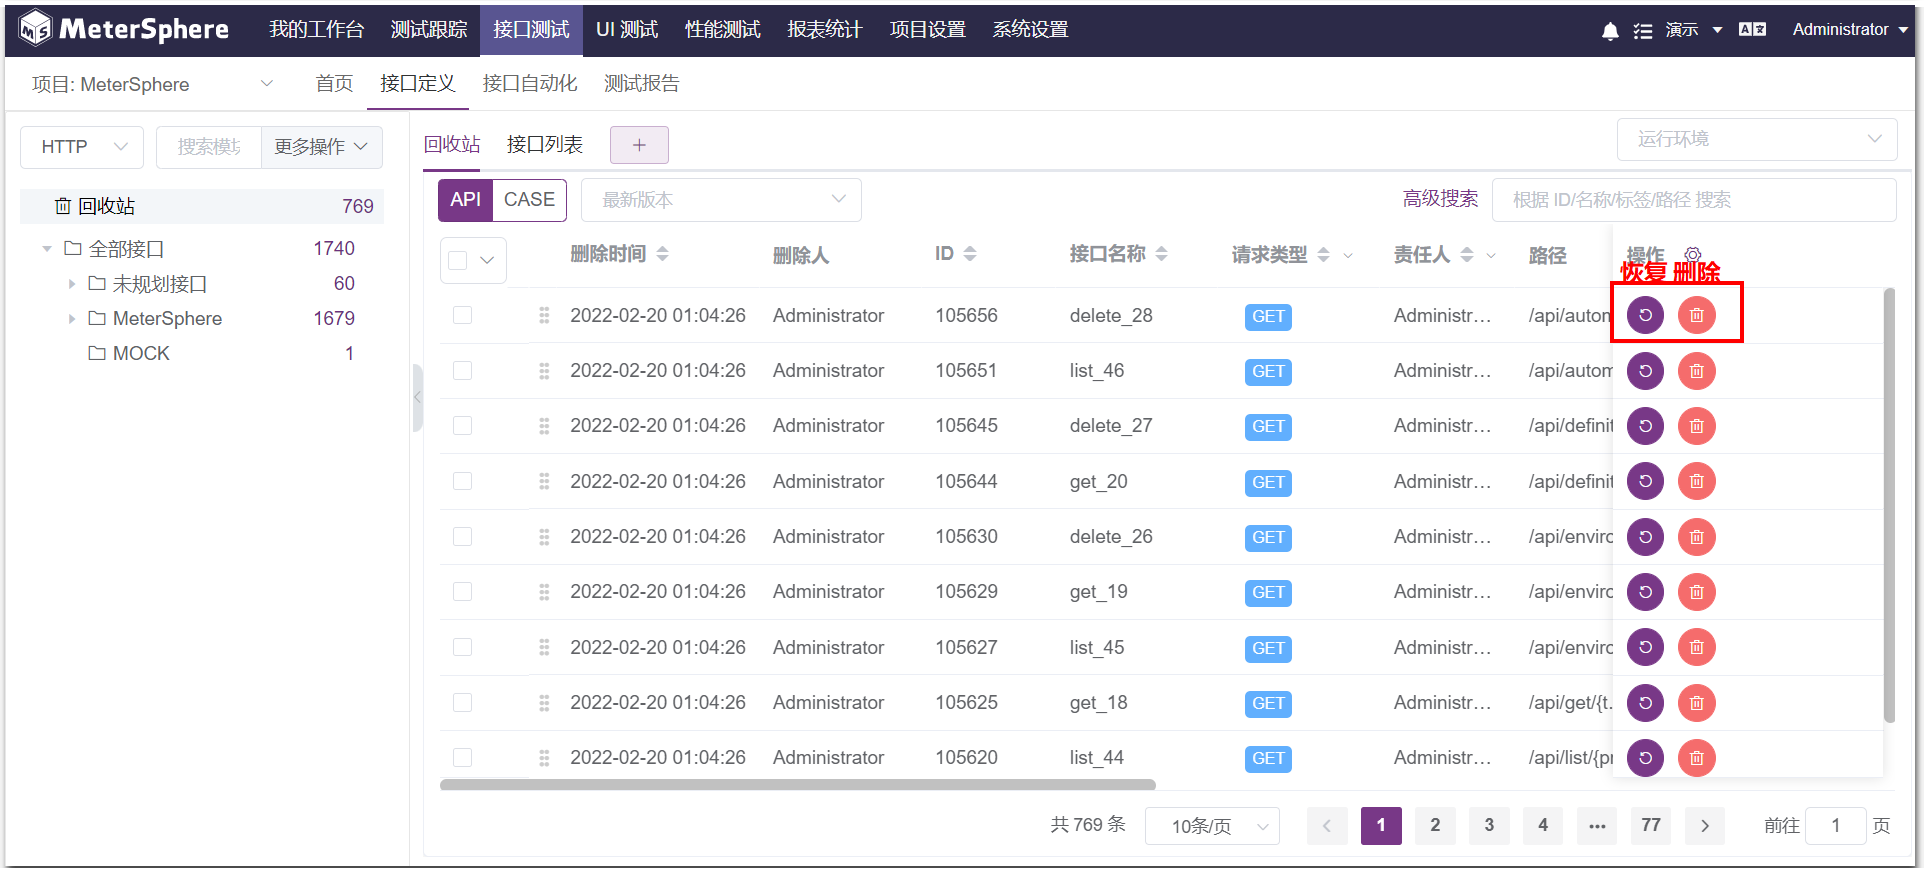 MeterSphere 我的工作台 测试跟踪 接口测试 UI 测试 性能测试 报表统计 项目设置 系统设置 演示 Administrator
项目: MeterSphere 首页 接口定义 接口自动化 测试报告
HTTP 搜索模块 更多操作
回收站 接口列表 + 运行环境
回收站 769
API CASE 最新版本 高级搜索 根据 ID/名称/标签/路径 搜索
全部接口 1740
未规划接口 60
MeterSphere 1679
MOCK 1
删除时间 删除人 ID 接口名称 请求类型 责任人 路径 操作
恢复 删除
2022-02-20 01:04:26 Administrator 105656 delete_28 GET Administr... /api/autom
2022-02-20 01:04:26 Administrator 105651 list_46 GET Administr... /api/autom
2022-02-20 01:04:26 Administrator 105645 delete_27 GET Administr... /api/definit
2022-02-20 01:04:26 Administrator 105644 get_20 GET Administr... /api/definit
2022-02-20 01:04:26 Administrator 105630 delete_26 GET Administr... /api/enviro
2022-02-20 01:04:26 Administrator 105629 get_19 GET Administr... /api/enviro
2022-02-20 01:04:26 Administrator 105627 list_45 GET Administr... /api/enviro
2022-02-20 01:04:26 Administrator 105625 get_18 GET Administr... /api/get/{t...
2022-02-20 01:04:26 Administrator 105620 list_44 GET Administr... /api/list/{pr
共 769 条 10条/页 1 2 3 4 ••• 77 前往 1 页